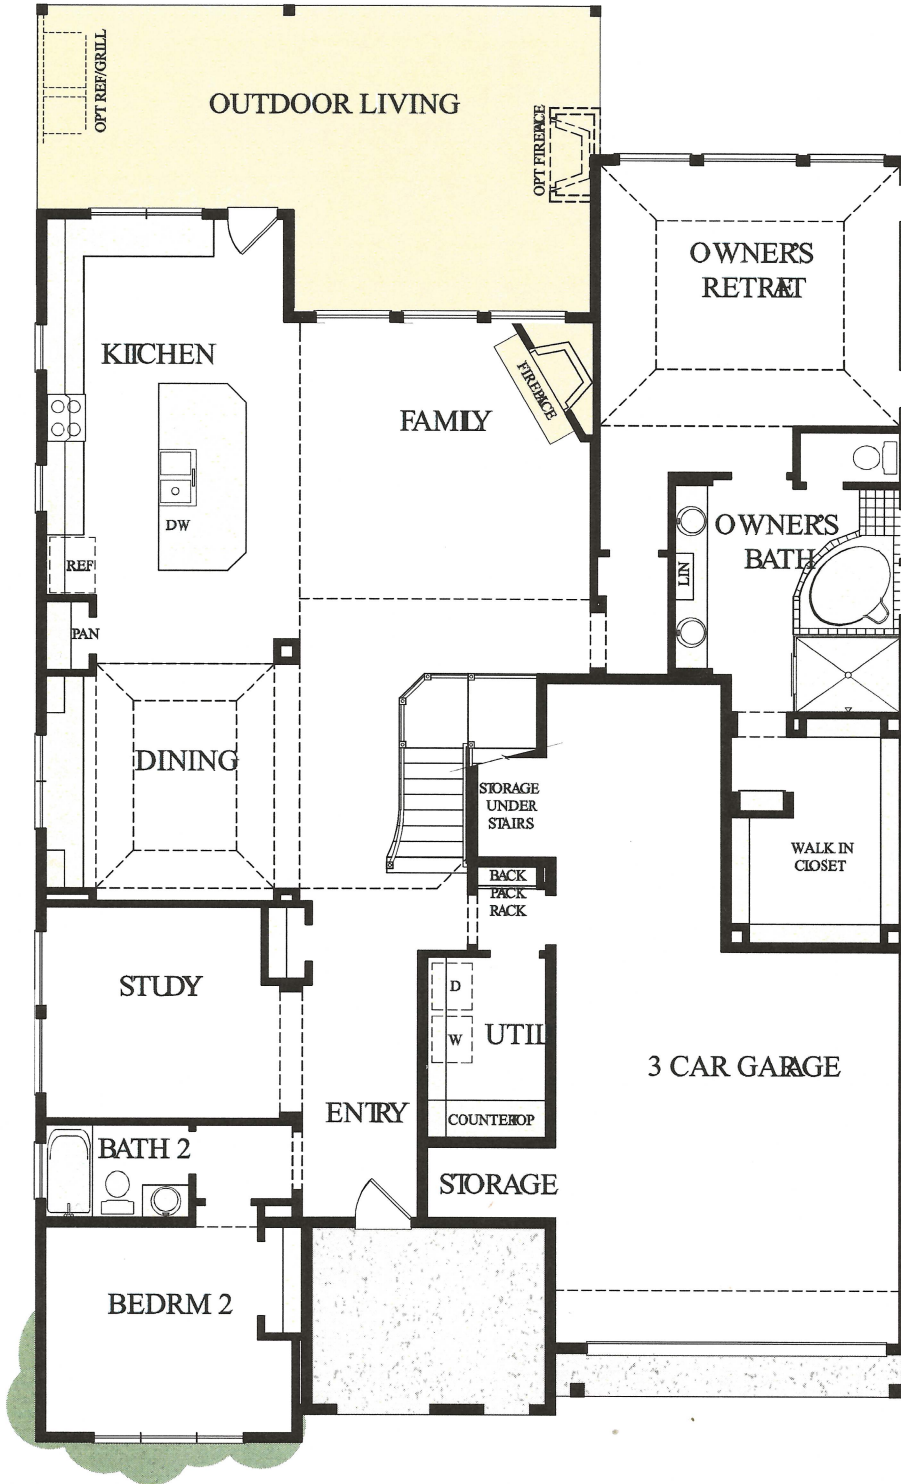 OPT REF/GRILL
OUTDOOR LIVING
OPT FIREPLACE
OWNER'S
RETREAT
KITCHEN
FIREPLACE
FAMILY
DW
REF
OWNER'S
BATH
LIN
PAN
DINING
STORAGE
UNDER
STAIRS
WALK IN
CLOSET
BACK
PACK
RACK
STUDY
D
W
UTIL
3 CAR GARAGE
ENTRY
COUNTERTOP
BATH 2
STORAGE
BEDRM 2